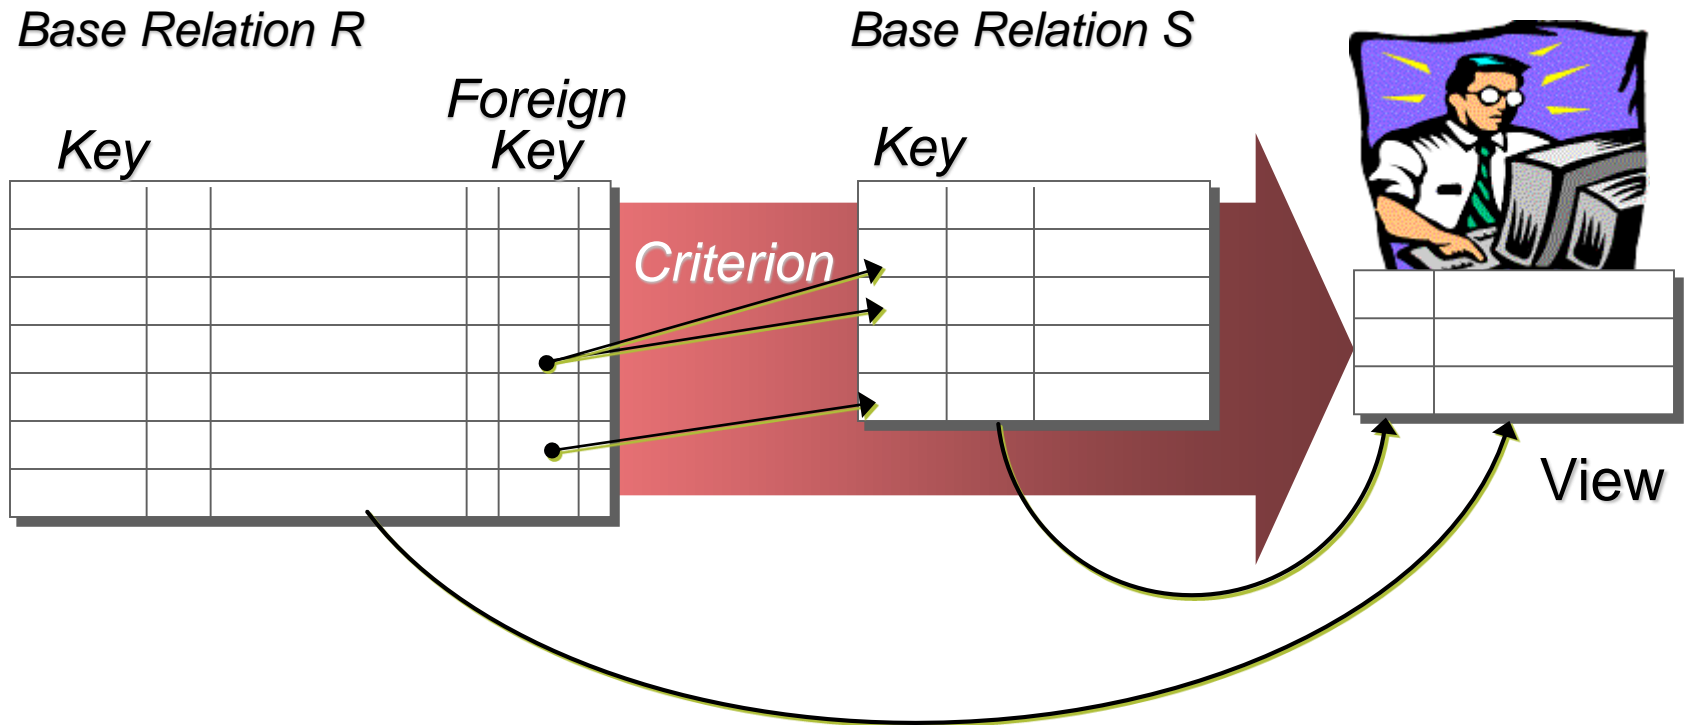 Base Relation R
Base Relation S
Foreign
Key
Key
Key
Criterion
View